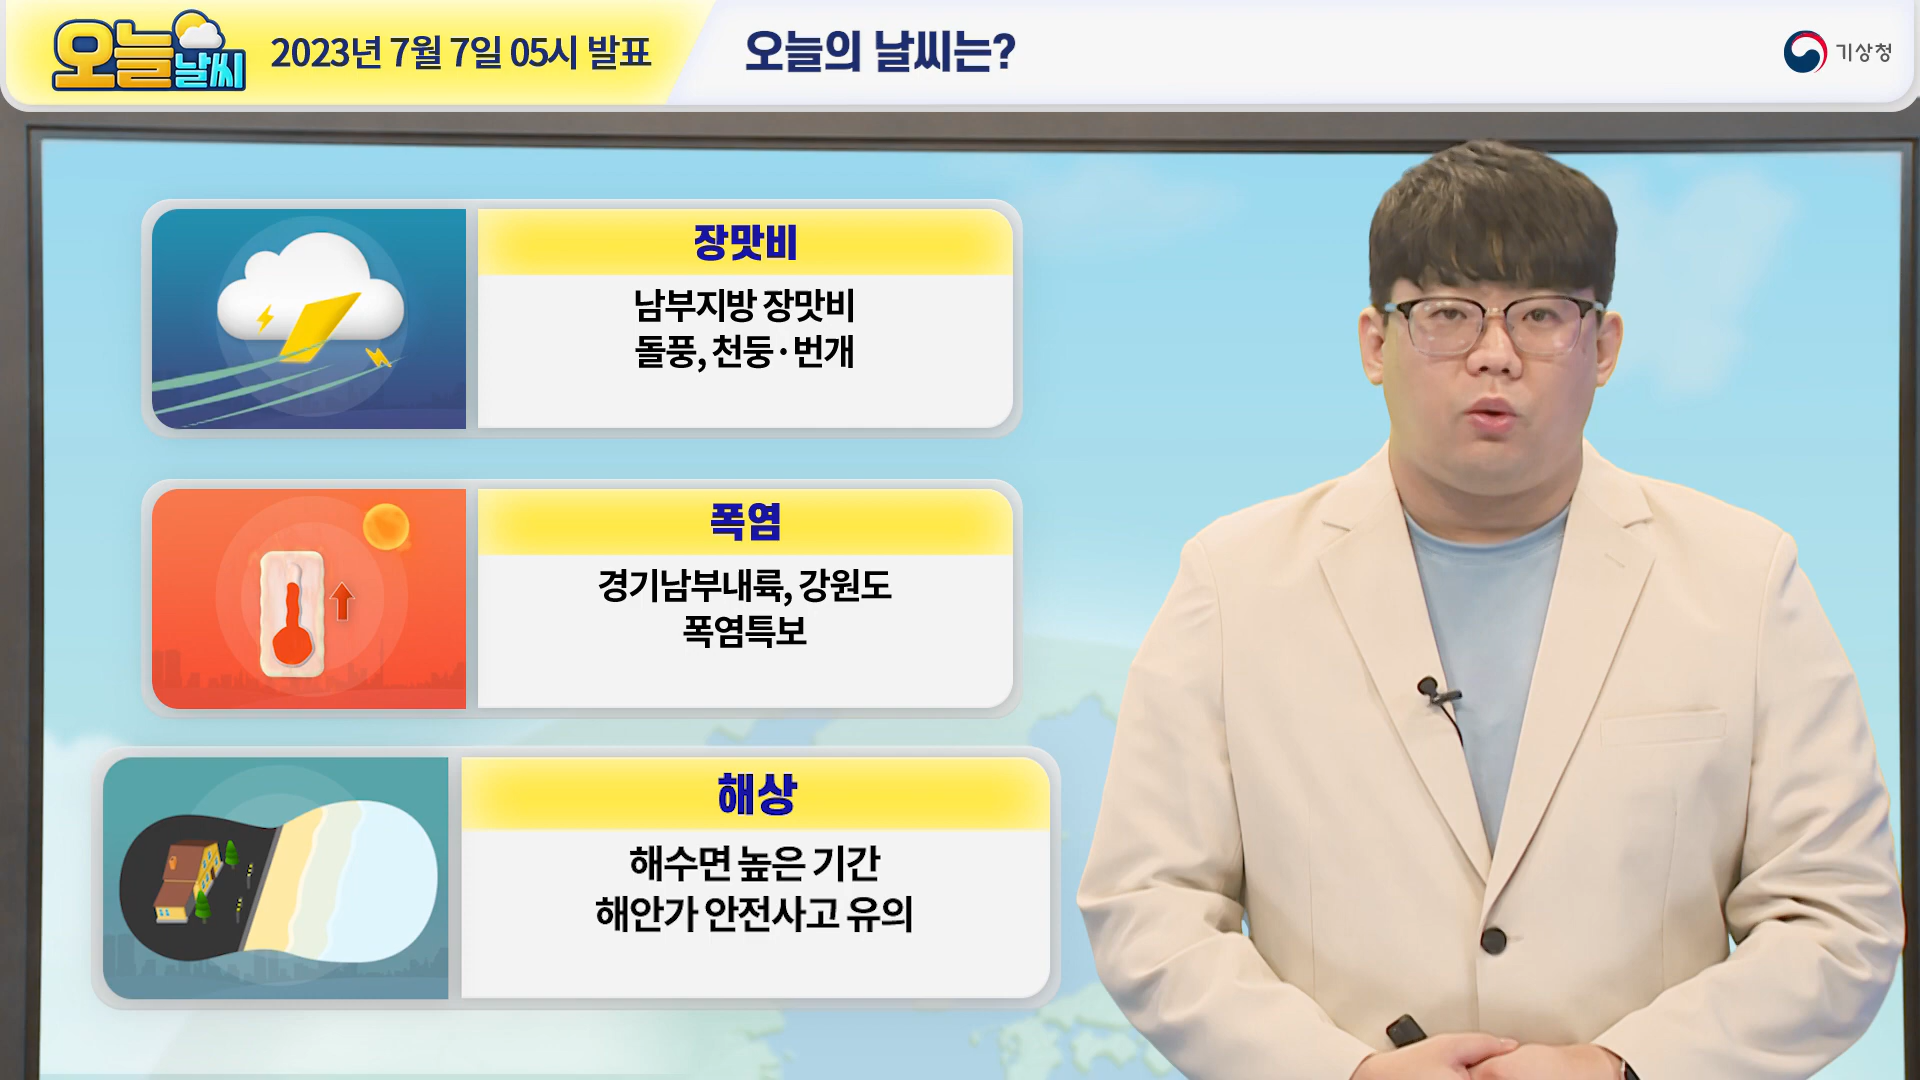 오늘날씨
2023년 7월 7일 05시 발표
오늘의 날씨는?
기상청
장맛비
남부지방 장맛비
돌풍, 천둥·번개
폭염
경기남부내륙, 강원도
폭염특보
해상
해수면 높은 기간
해안가 안전사고 유의